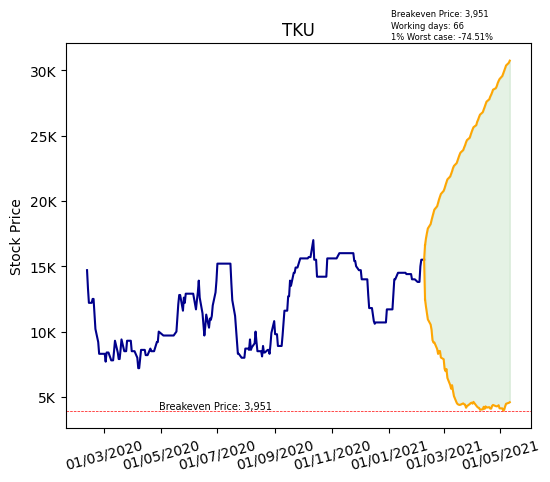 Breakeven Price: 3,951
Working days: 66
1% Worst case: -74.51%
TKU
Stock Price
30K
25K
20K
15K
10K
5K
Breakeven Price: 3,951
01/03/2020
01/05/2020
01/07/2020
01/09/2020
01/11/2020
01/01/2021
01/03/2021
01/05/2021